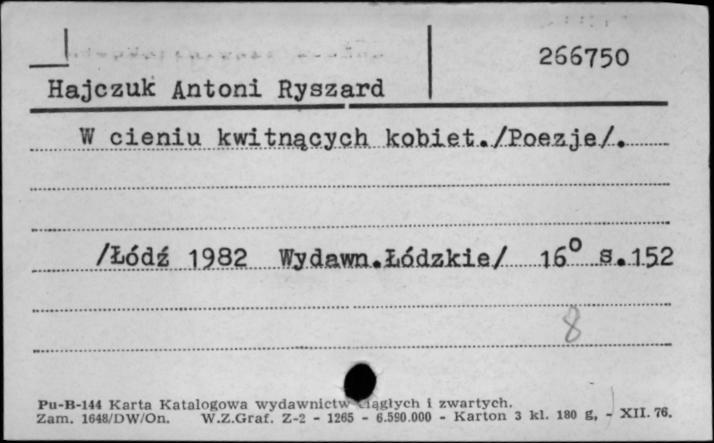 266750
Hajczuk Antoni Ryszard
W cieniu kwitnących kobiet./Poezje/.
/Łódź 1982 Wydawn.Łódzkie/ 16° s.152
8
Pu-B-144 Karta Katalogowa wydawnictw ciągłych i zwartych.
Zam. 1648/DW/On. W.Z.Graf. Z-2 - 1265 - 6.590.000 - Karton 3 kl. 180 g, - XII. 76.